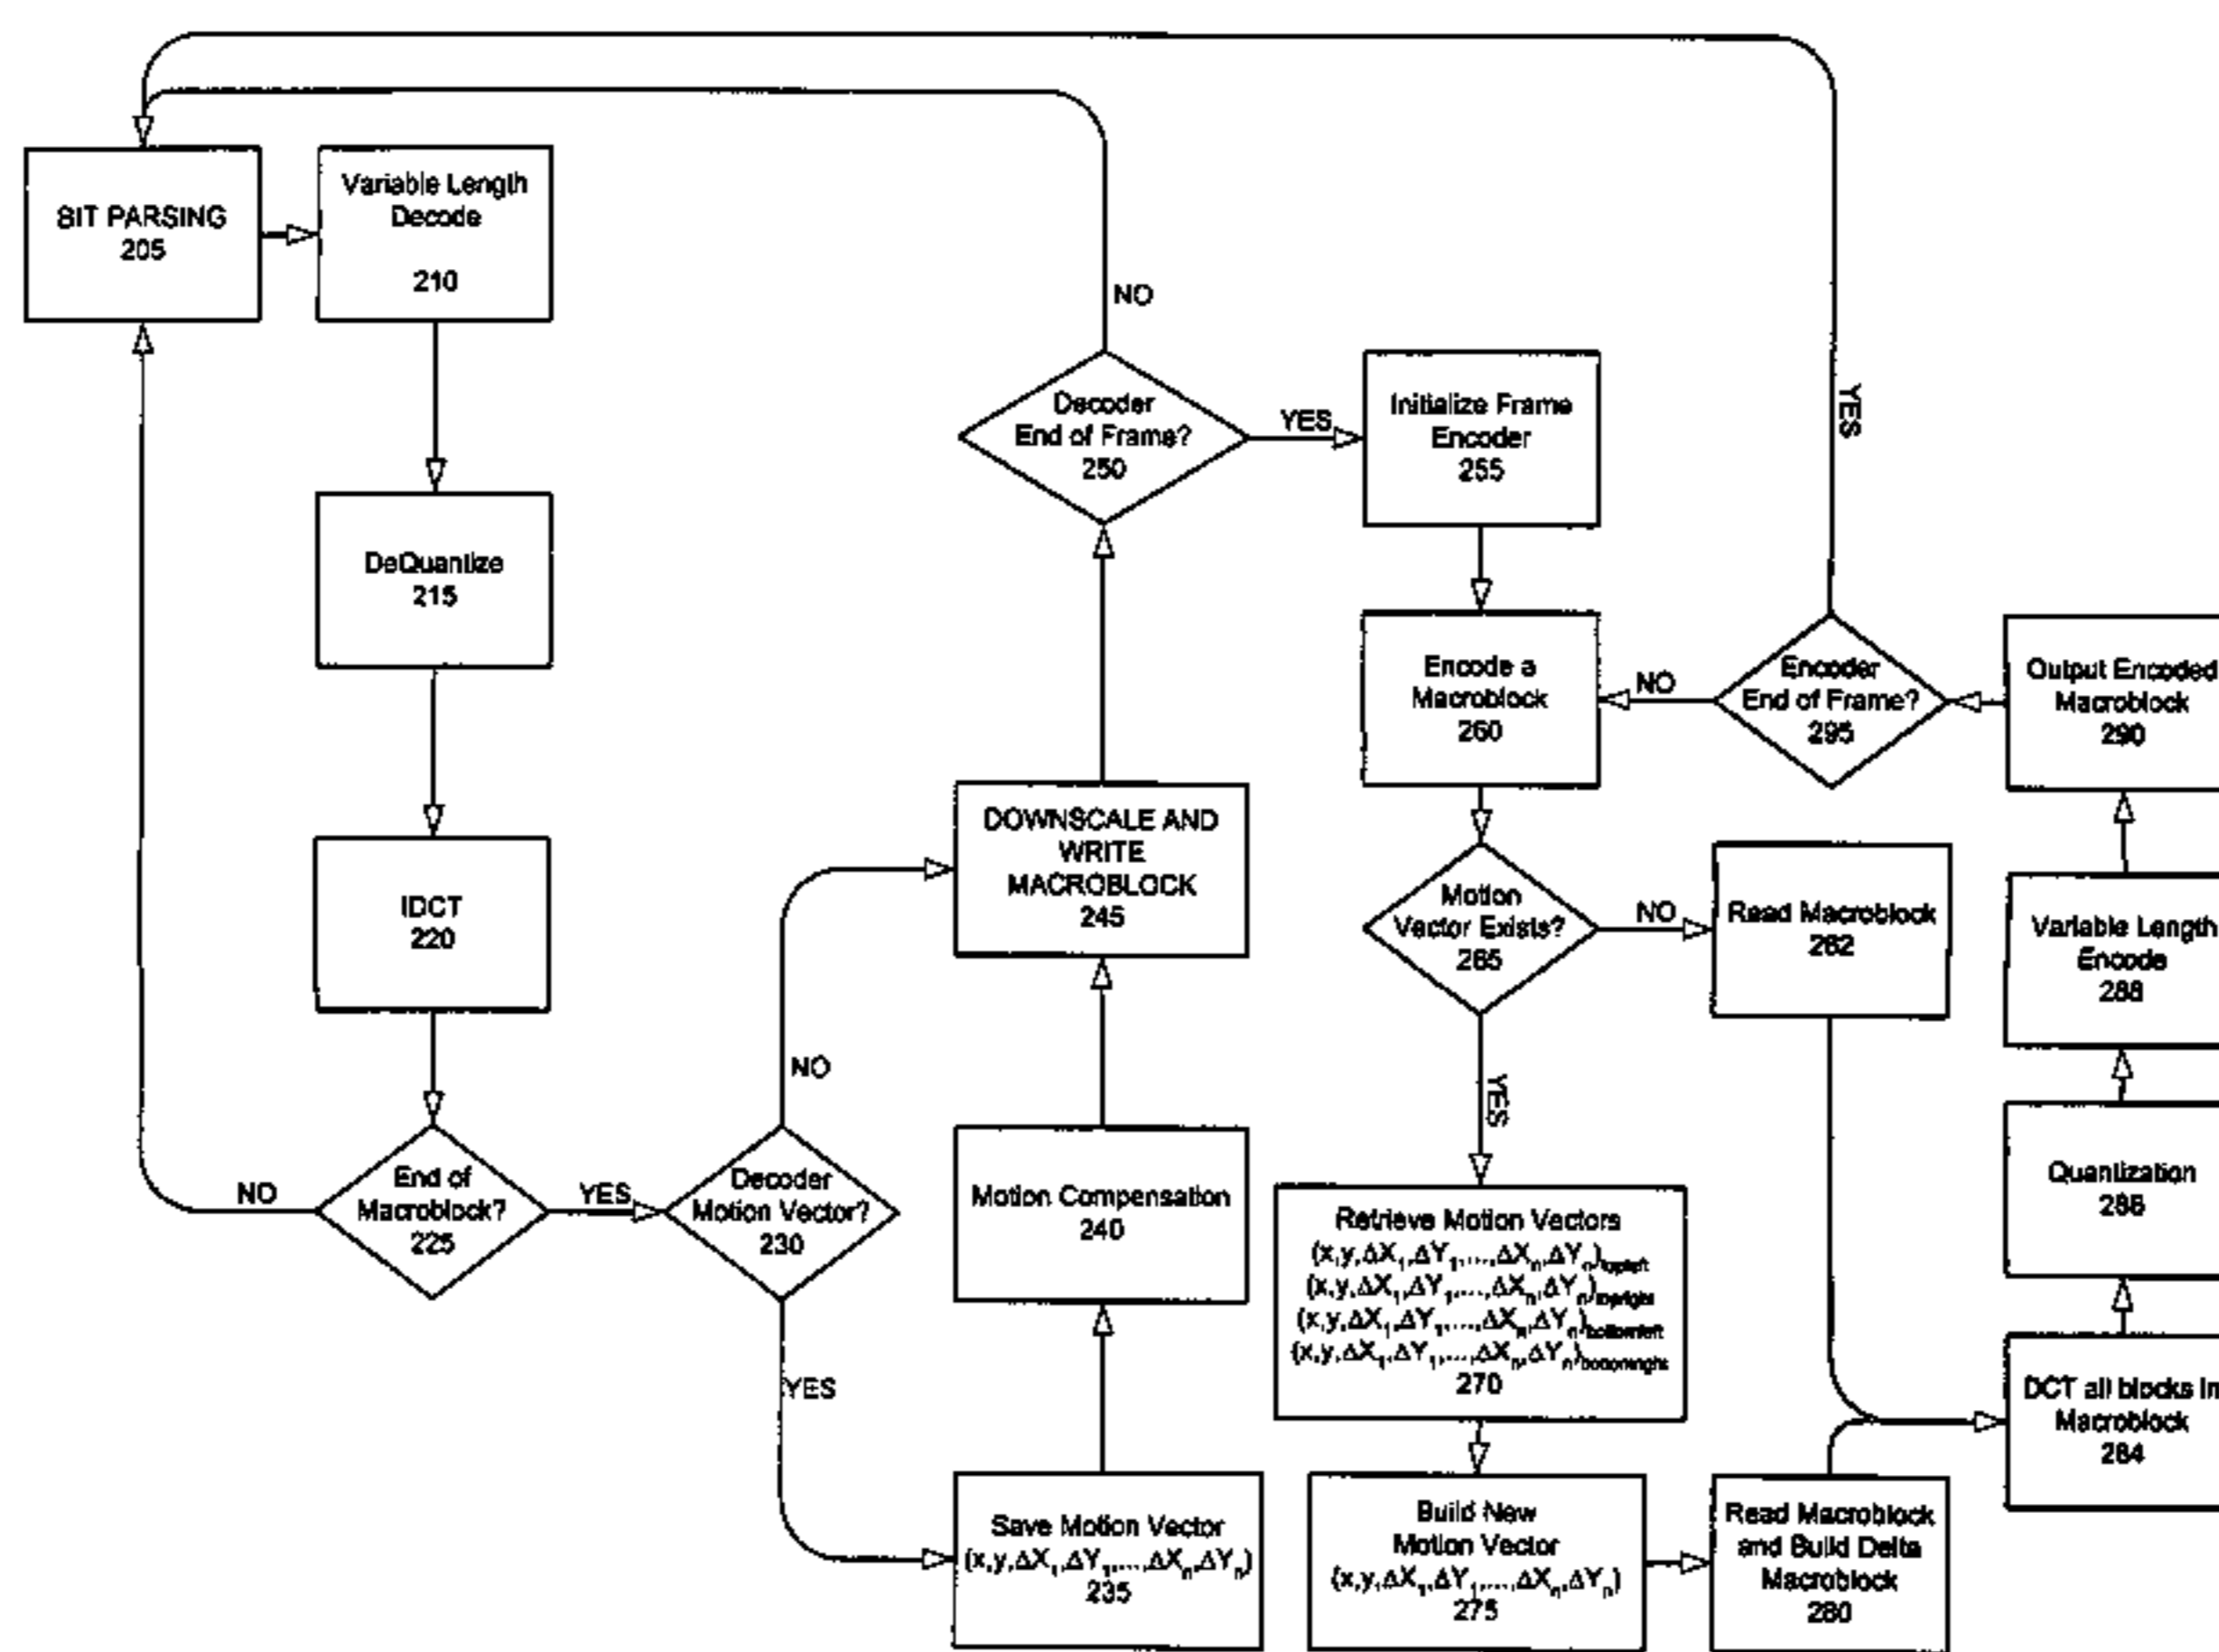 BIT PARSING
205
Variable Length
Decode
210
DeQuantize
215
IDCT
220
End of
Macroblock?
225
NO
YES
Decoder
Motion Vector?
230
NO
YES
Save Motion Vector
(x,y,ΔX₁,ΔY₁,...,ΔXₙ,ΔYₙ)
235
Motion Compensation
240
DOWNSCALE AND
WRITE
MACROBLOCK
245
Decoder
End of Frame?
250
NO
YES
Initialize Frame
Encoder
255
Encode a
Macroblock
260
Motion
Vector Exists?
265
NO
YES
Read Macroblock
262
Retrieve Motion Vectors
(x,y,ΔX₁,ΔY₁,...,ΔXₙ,ΔYₙ)topleft
(x,y,ΔX₁,ΔY₁,...,ΔXₙ,ΔYₙ)topright
(x,y,ΔX₁,ΔY₁,...,ΔXₙ,ΔYₙ)bottomleft
(x,y,ΔX₁,ΔY₁,...,ΔXₙ,ΔYₙ)bottomright
270
Build New
Motion Vector
(x,y,ΔX₁,ΔY₁,...,ΔXₙ,ΔYₙ)
275
Read Macroblock
and Build Delta
Macroblock
280
DCT all blocks in
Macroblock
284
Quantization
286
Variable Length
Encode
288
Output Encoded
Macroblock
290
Encoder
End of Frame?
295
NO
YES